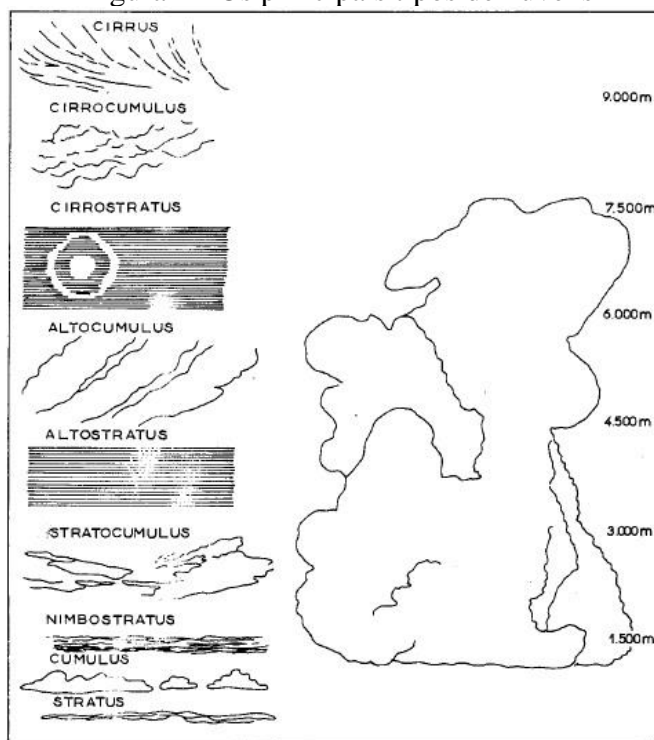 CIRRUS
9.000m
CIRROCUMULUS
CIRROSTRATUS
7.500m
6.000m
ALTOCUMULUS
4.500m
ALTOSTRATUS
STRATOCUMULUS
3.000m
NIMBOSTRATUS
1.500m
CUMULUS
STRATUS